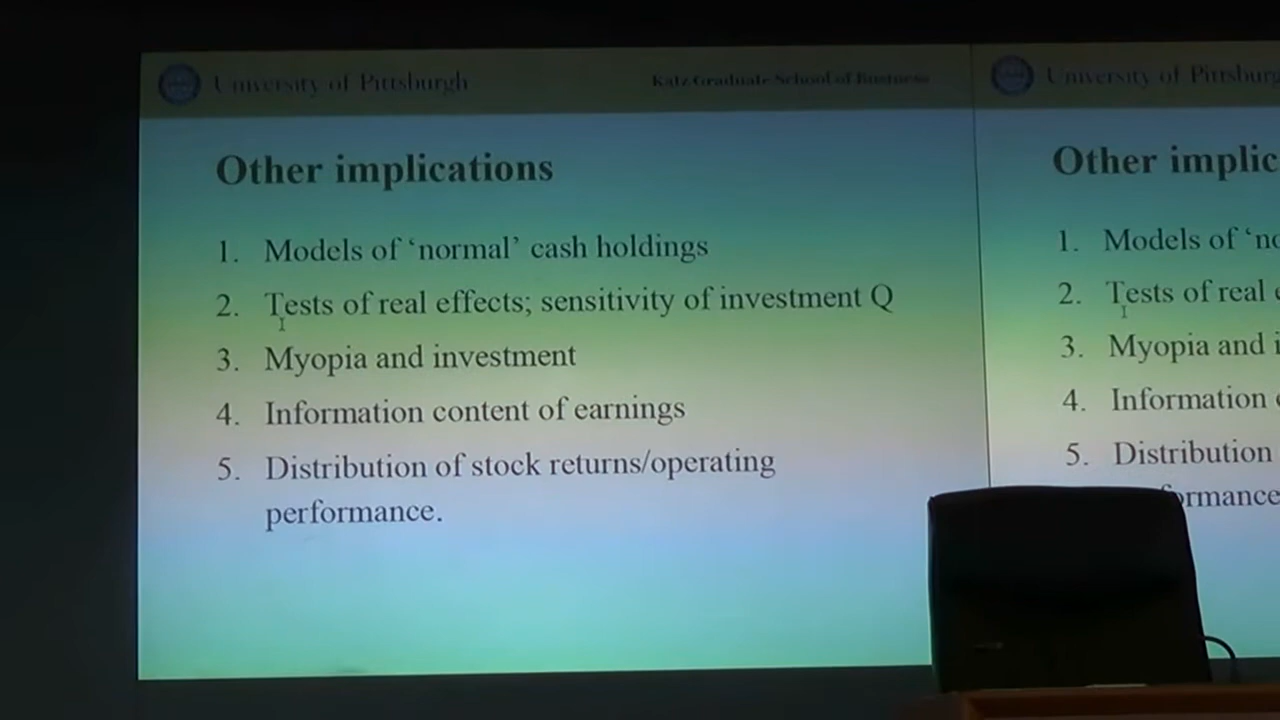 University of Pittsburgh
Katz Graduate School of Business
Other implications
1. Models of ‘normal’ cash holdings
2. Tests of real effects; sensitivity of investment Q
3. Myopia and investment
4. Information content of earnings
5. Distribution of stock returns/operating
performance.
University of Pittsburg
Other implic
1. Models of ‘no
2. Tests of real
3. Myopia and i
4. Information
5. Distribution
ormance